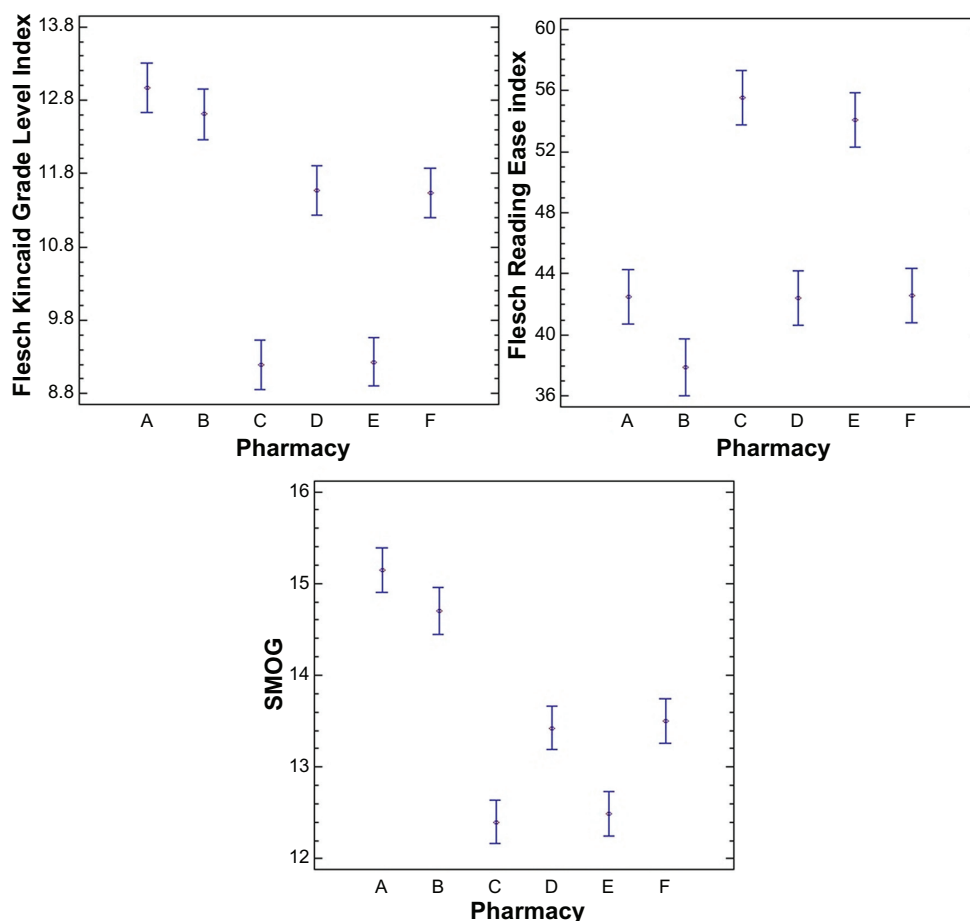 Flesch Kincaid Grade Level Index
13.8
12.8
11.8
10.8
9.8
8.8
A B C D E F
Pharmacy
Flesch Reading Ease index
60
56
52
48
44
40
36
A B C D E F
Pharmacy
SMOG
16
15
14
13
12
A B C D E F
Pharmacy